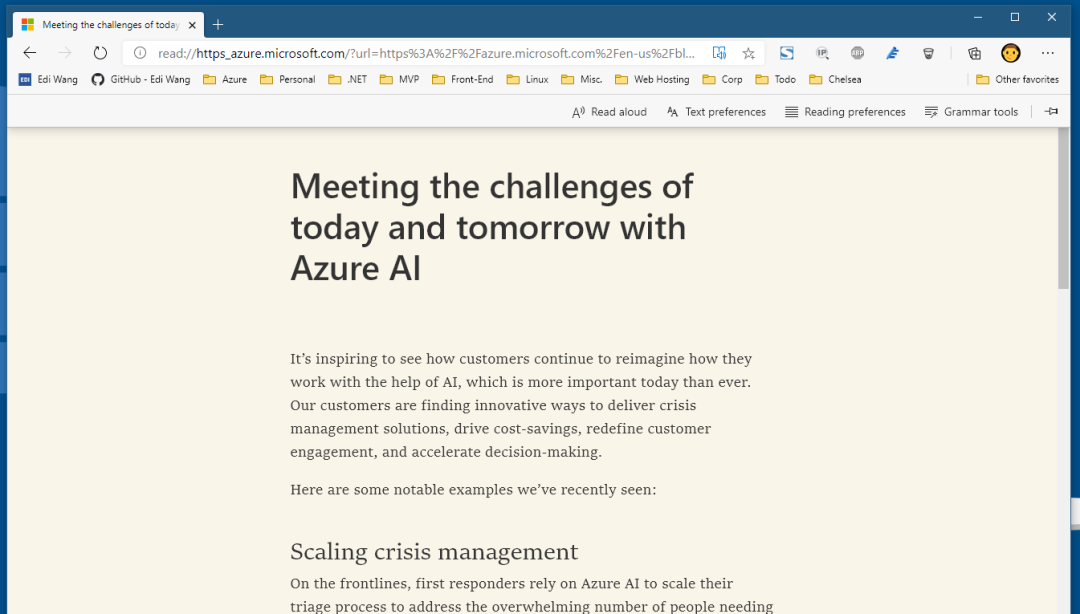 Meeting the challenges of today
read://https_azure.microsoft.com/?url=https%3A%2F%2Fazure.microsoft.com%2Fen-us%2Fbl...
EDI Edi Wang GitHub - Edi Wang Azure Personal .NET MVP Front-End Linux Misc. Web Hosting Corp Todo Chelsea Other favorites
Read aloud Text preferences Reading preferences Grammar tools
Meeting the challenges of
today and tomorrow with
Azure AI
It’s inspiring to see how customers continue to reimagine how they
work with the help of AI, which is more important today than ever.
Our customers are finding innovative ways to deliver crisis
management solutions, drive cost-savings, redefine customer
engagement, and accelerate decision-making.
Here are some notable examples we’ve recently seen:
Scaling crisis management
On the frontlines, first responders rely on Azure AI to scale their
triage process to address the overwhelming number of people needing